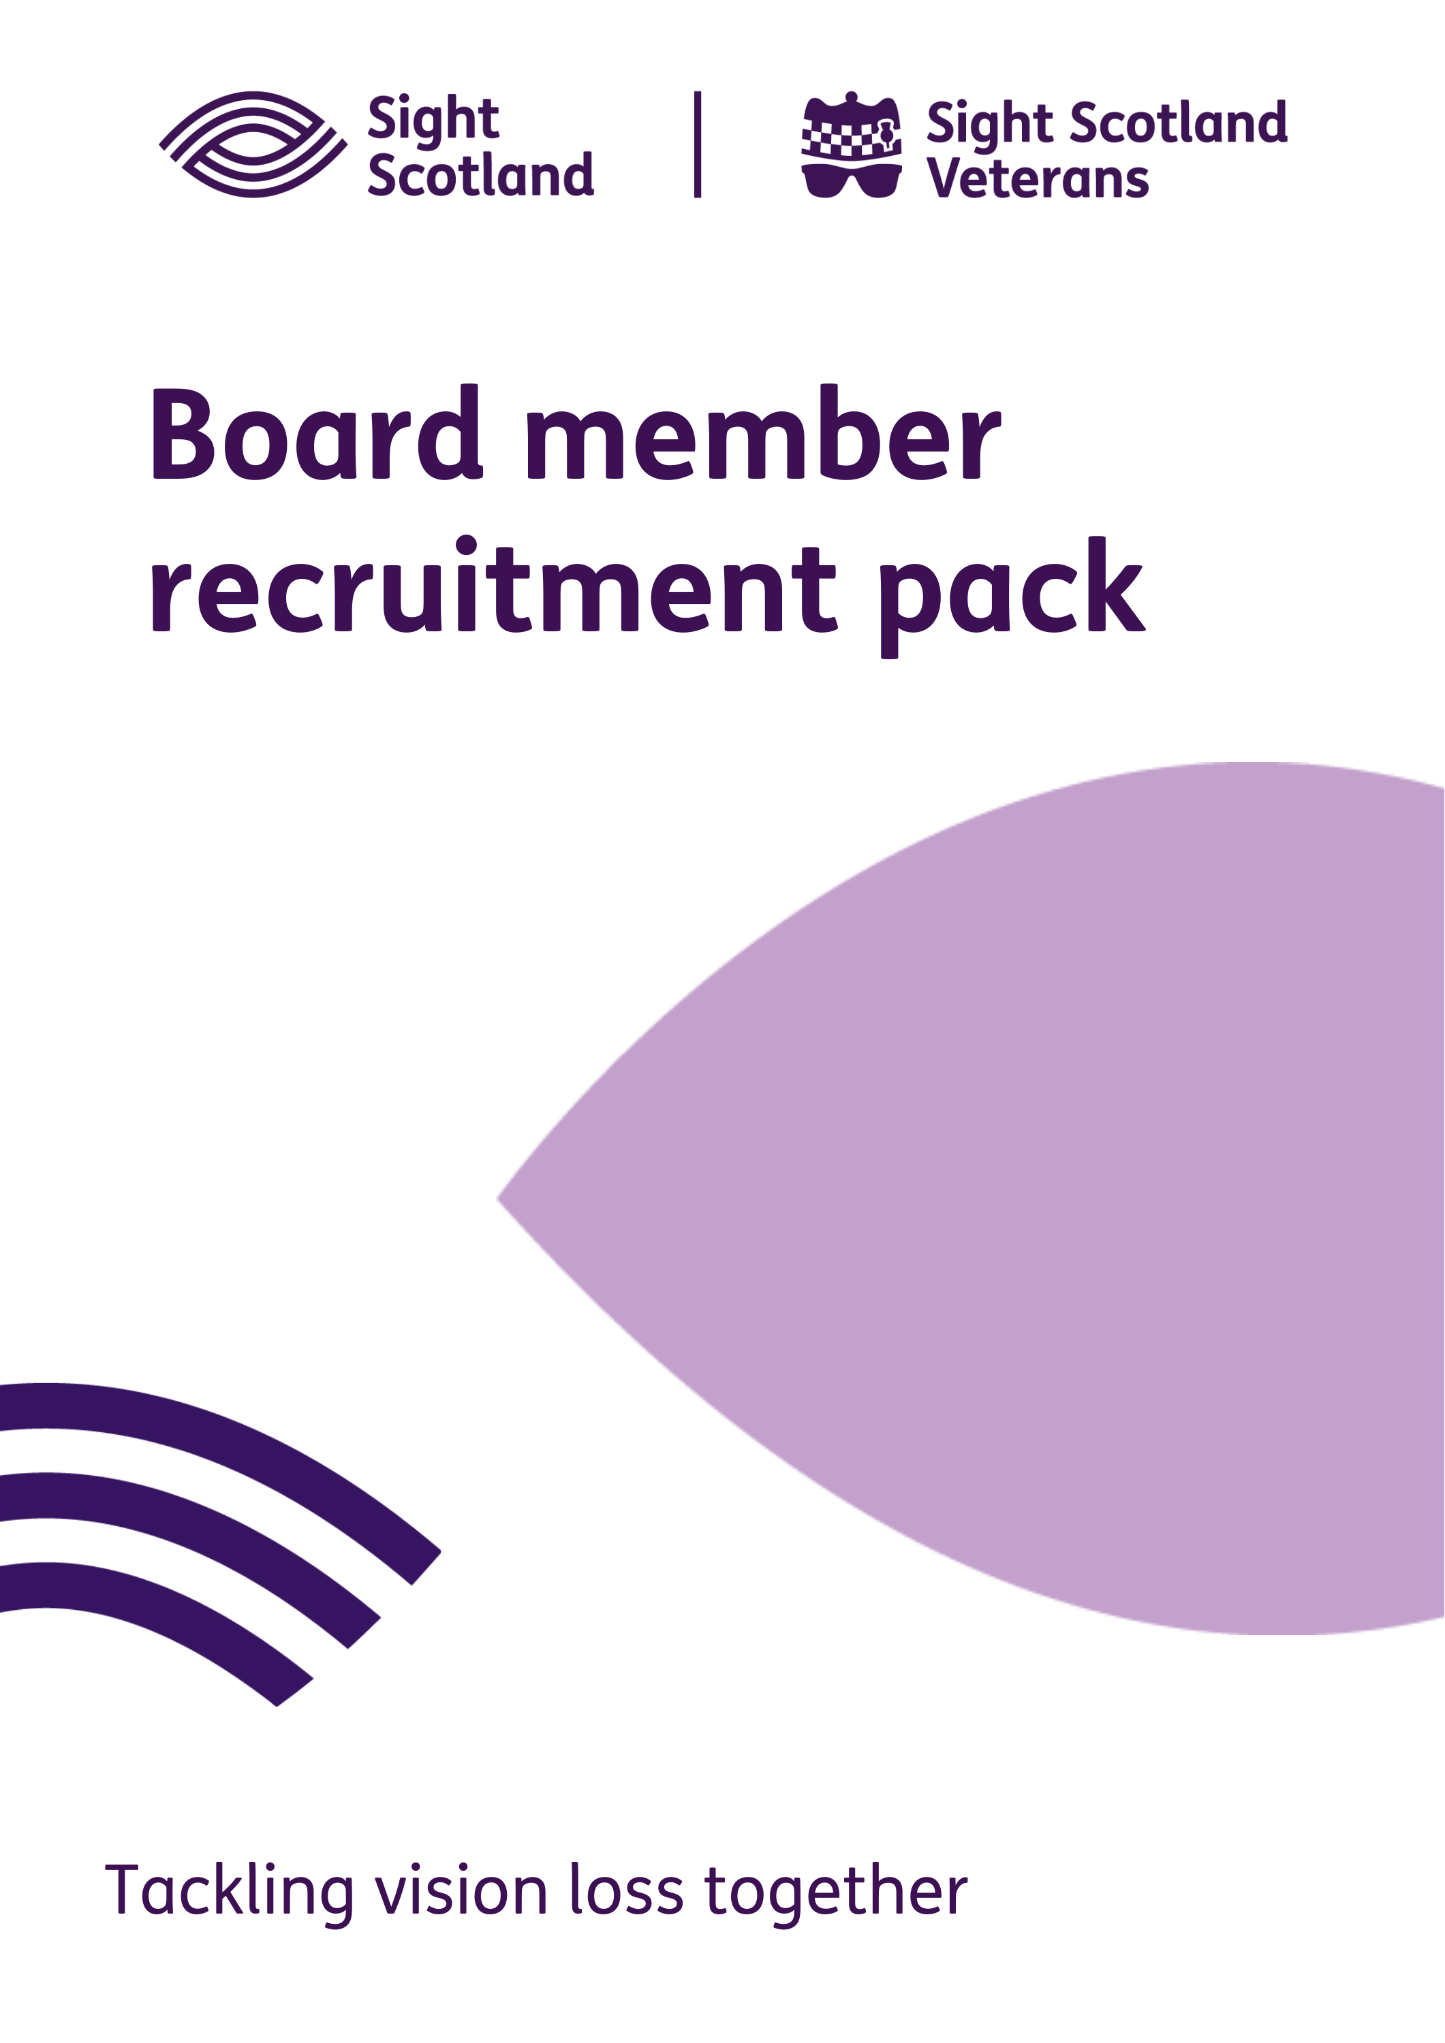 Sight
Scotland
Sight Scotland
Veterans
Board member
recruitment pack
Tackling vision loss together